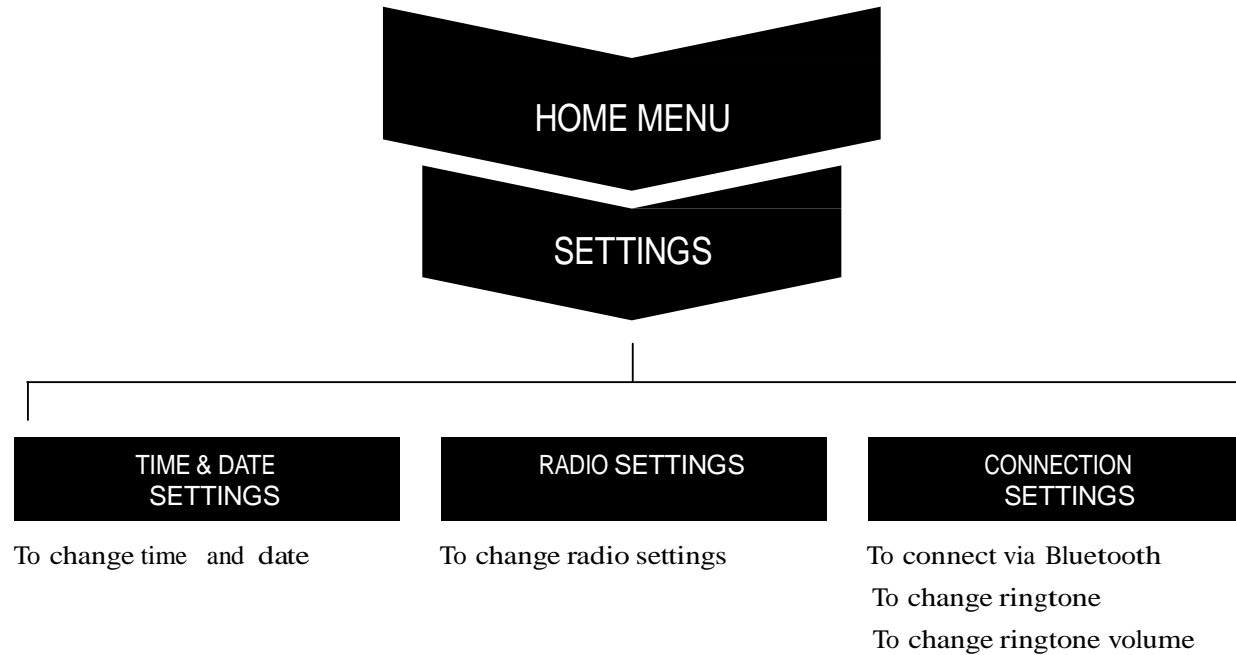 HOME MENU
SETTINGS
TIME & DATE
SETTINGS
To change time and date
RADIO SETTINGS
To change radio settings
CONNECTION
SETTINGS
To connect via Bluetooth
To change ringtone
To change ringtone volume